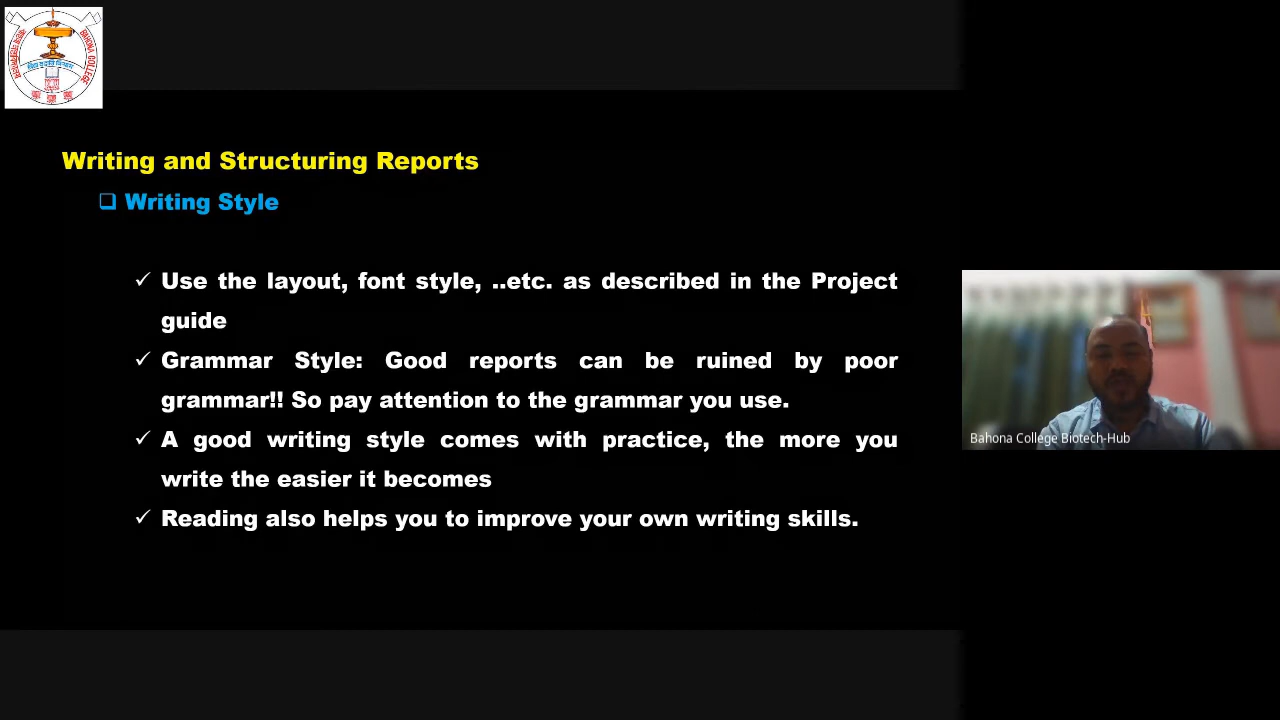 BAHONA COLLEGE
Writing and Structuring Reports
Writing Style
Use the layout, font style, ..etc. as described in the Project
guide
Grammar Style: Good reports can be ruined by poor
grammar!! So pay attention to the grammar you use.
A good writing style comes with practice, the more you
write the easier it becomes
Reading also helps you to improve your own writing skills.
Bahona College Biotech-Hub